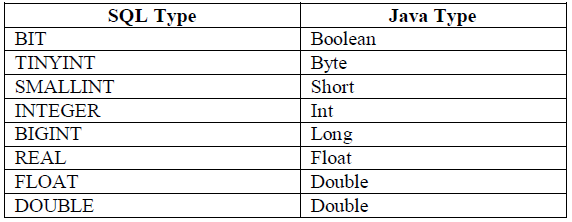 SQL Type Java Type
BIT Boolean
TINYINT Byte
SMALLINT Short
INTEGER Int
BIGINT Long
REAL Float
FLOAT Double
DOUBLE Double